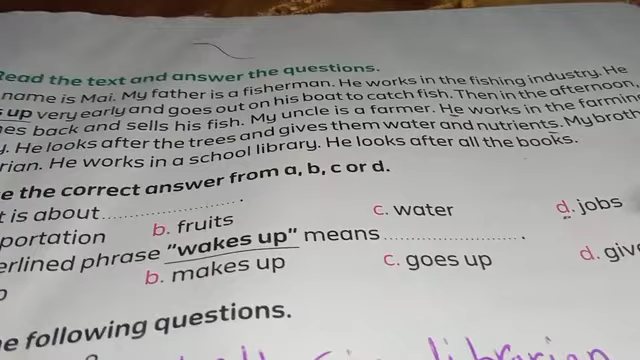 Read the text and answer the questions.
name is Mai. My father is a fisherman. He works in the fishing industry. He
up very early and goes out on his boat to catch fish. Then in the afternoon,
es back and sells his fish. My uncle is a farmer. He works in the farmin
y. He looks after the trees and gives them water and nutrients. My broth
rian. He works in a school library. He looks after all the books.
e the correct answer from a, b, c or d.
t is about .
portation b. fruits c. water d. jobs
erlined phrase "wakes up" means .
p b. makes up c. goes up d. give
e following questions.
librarian